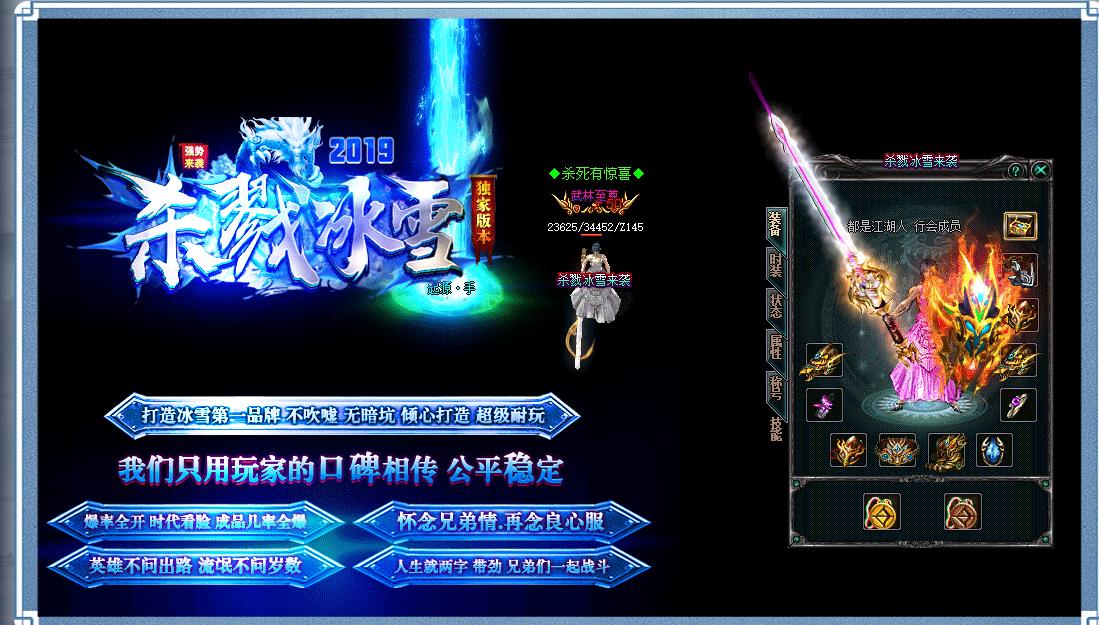 强势
来袭
2019
杀戮冰雪
独家版本
起源·手
◆杀死有惊喜◆
武林至尊
23625/34452/Z145
杀戮冰雪来袭
杀戮冰雪来袭
?
都是江湖人 行会成员
装备
时装
状态
属性
称号
技能
打造冰雪第一品牌 不吹嘘 无暗坑 倾心打造 超级耐玩
我们只用玩家的口碑相传 公平稳定
爆率全开 时代看脸 成品几率全爆
怀念兄弟情.再念良心服
英雄不问出路 流氓不问岁数
人生就两字 带劲 兄弟们一起战斗